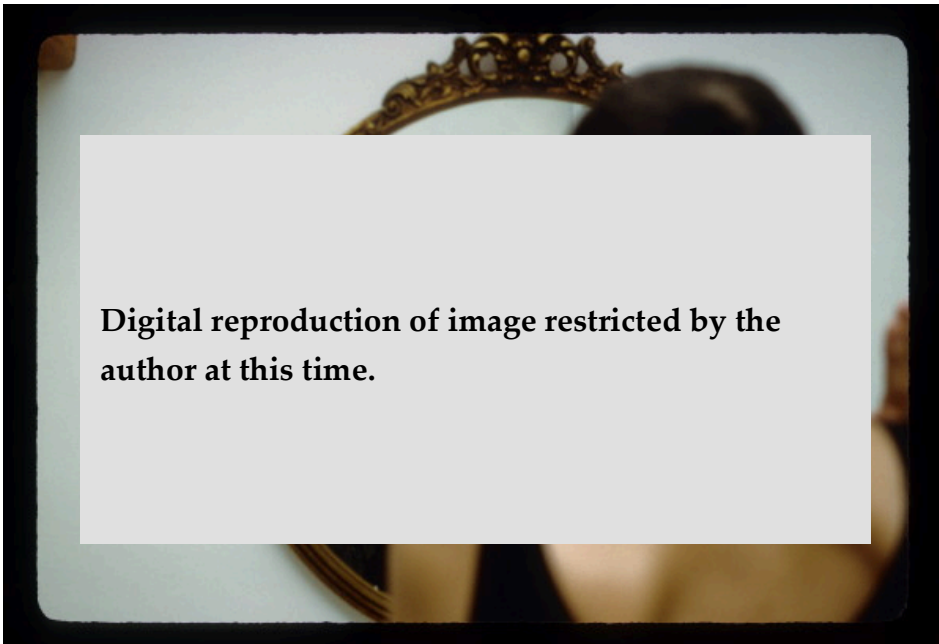 Digital reproduction of image restricted by the
author at this time.